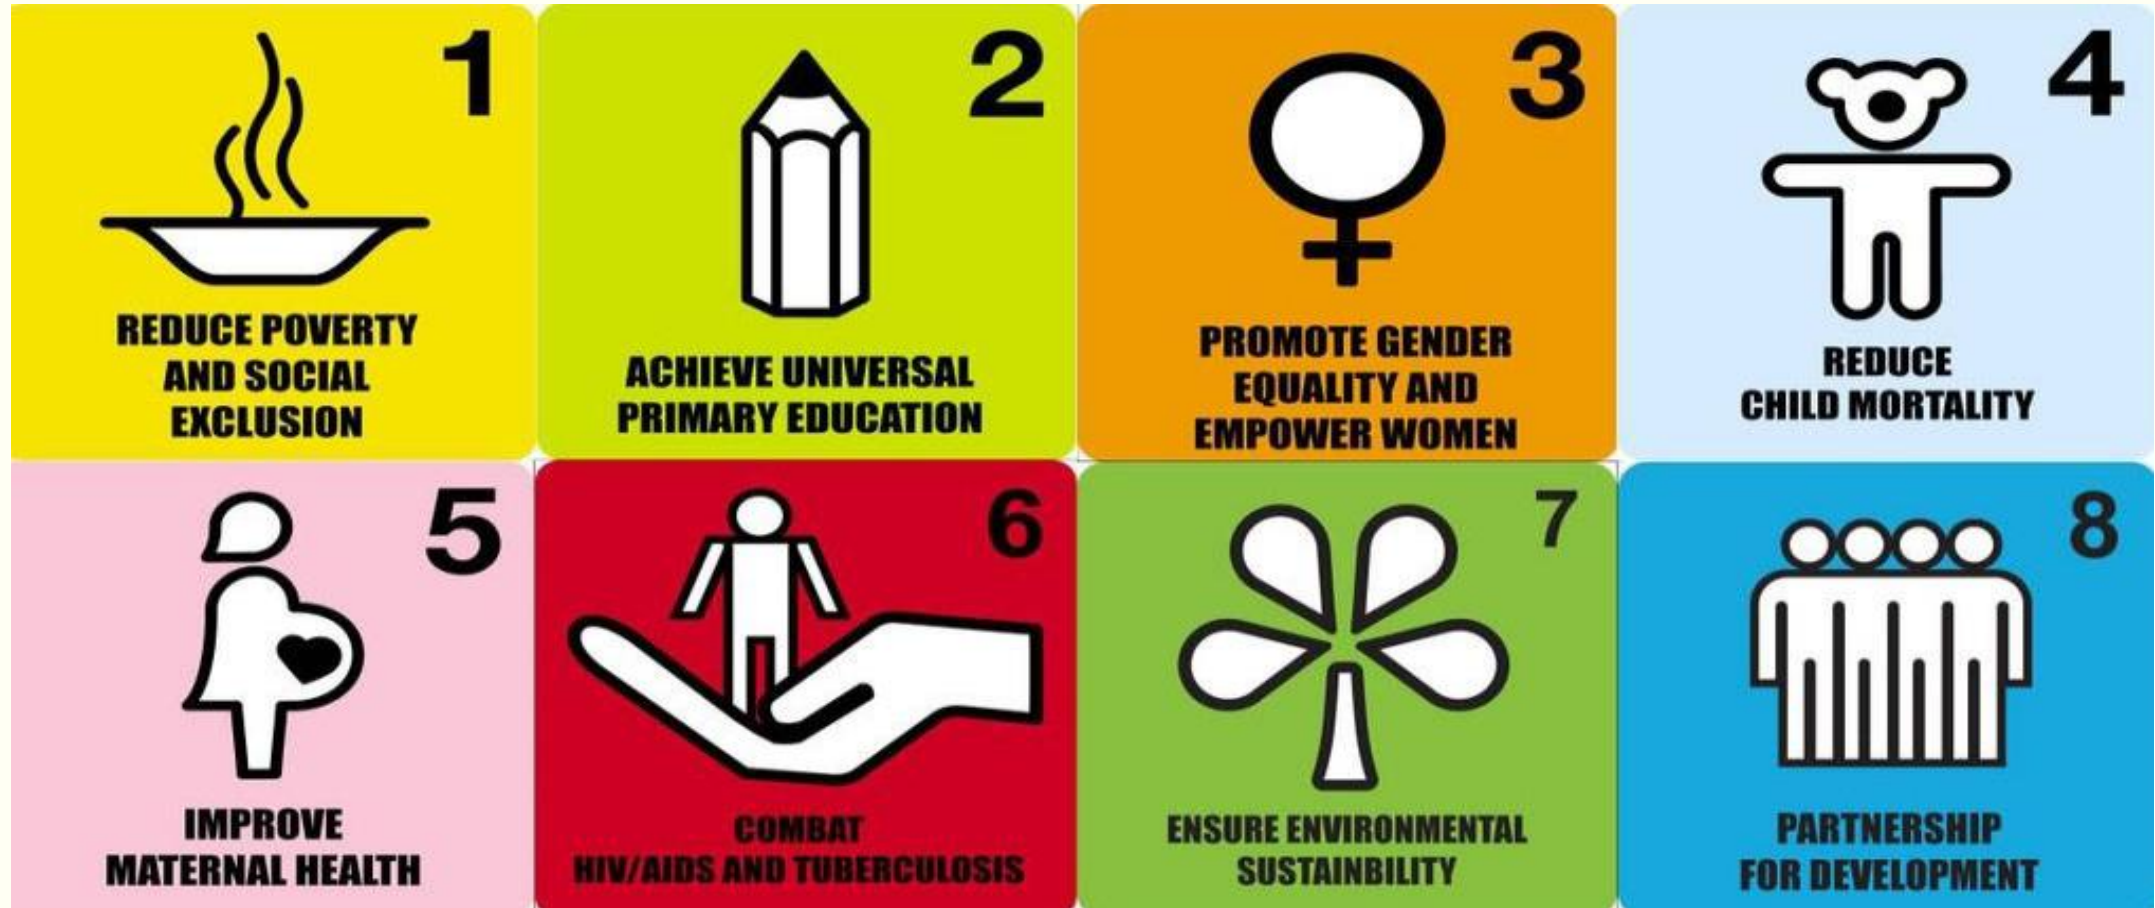 1
REDUCE POVERTY
AND SOCIAL
EXCLUSION
2
ACHIEVE UNIVERSAL
PRIMARY EDUCATION
3
PROMOTE GENDER
EQUALITY AND
EMPOWER WOMEN
4
REDUCE
CHILD MORTALITY
5
IMPROVE
MATERNAL HEALTH
6
COMBAT
HIV/AIDS AND TUBERCULOSIS
7
ENSURE ENVIRONMENTAL
SUSTAINBILITY
8
PARTNERSHIP
FOR DEVELOPMENT